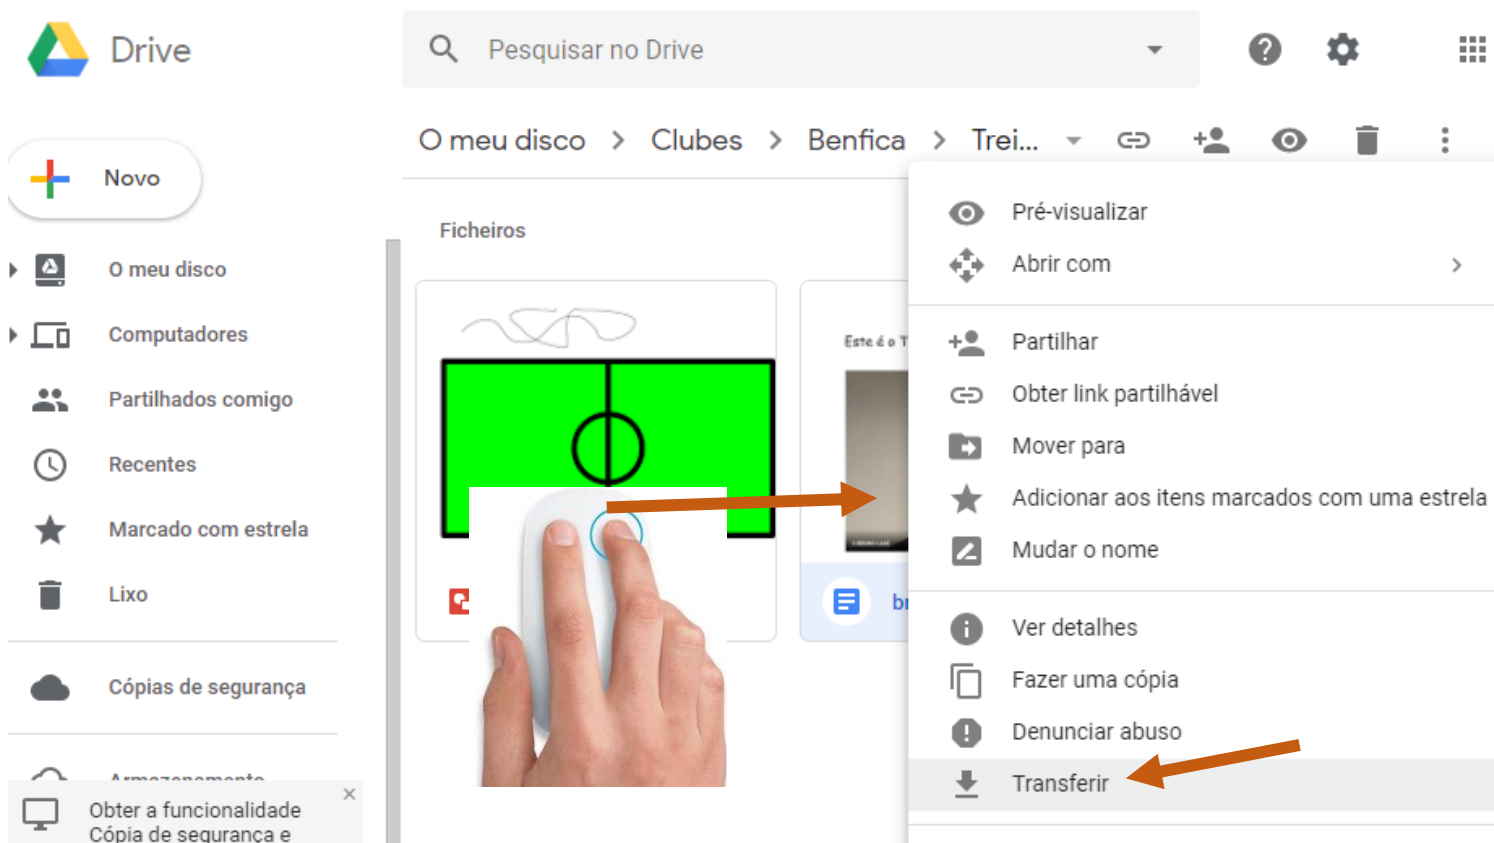 Drive
Pesquisar no Drive
O meu disco > Clubes > Benfica > Trei...
Novo
O meu disco
Computadores
Partilhados comigo
Recentes
Marcado com estrela
Lixo
Cópias de segurança
Armazenamento
Obter a funcionalidade
Cópia de segurança e
Ficheiros
Este é o T
Pré-visualizar
Abrir com
Partilhar
Obter link partilhável
Mover para
Adicionar aos itens marcados com uma estrela
Mudar o nome
Ver detalhes
Fazer uma cópia
Denunciar abuso
Transferir